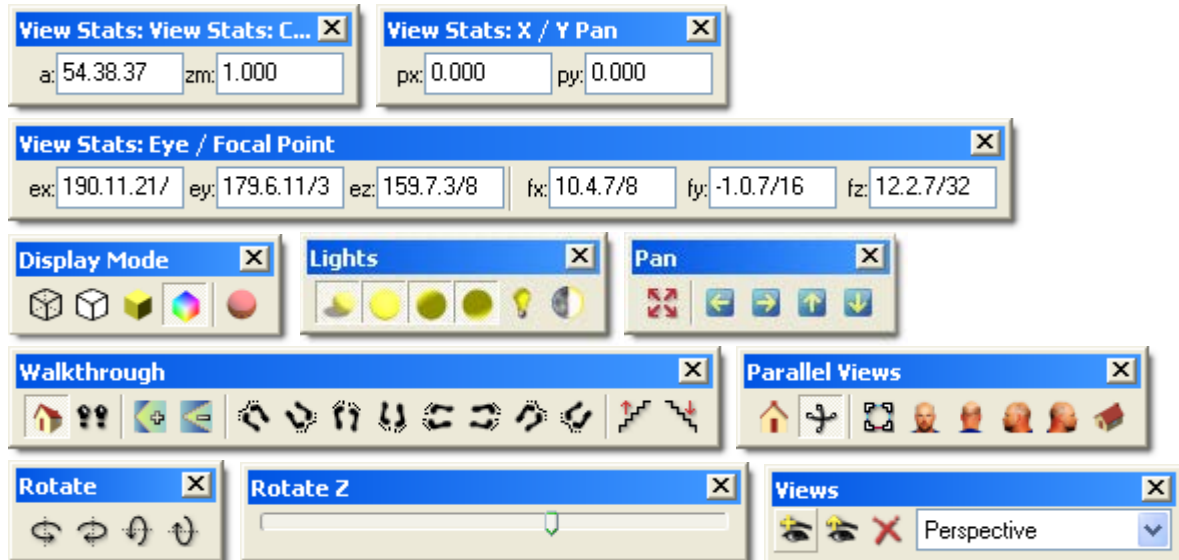 View Stats: View Stats: C...
a: 54.38.37 zm: 1.000
View Stats: X / Y Pan
px: 0.000 py: 0.000
View Stats: Eye / Focal Point
ex: 190.11.21/ ey: 179.6.11/3 ez: 159.7.3/8 fx: 10.4.7/8 fy: -1.0.7/16 fz: 12.2.7/32
Display Mode
Lights
Pan
Walkthrough
Parallel Views
Rotate
Rotate Z
Views
Perspective